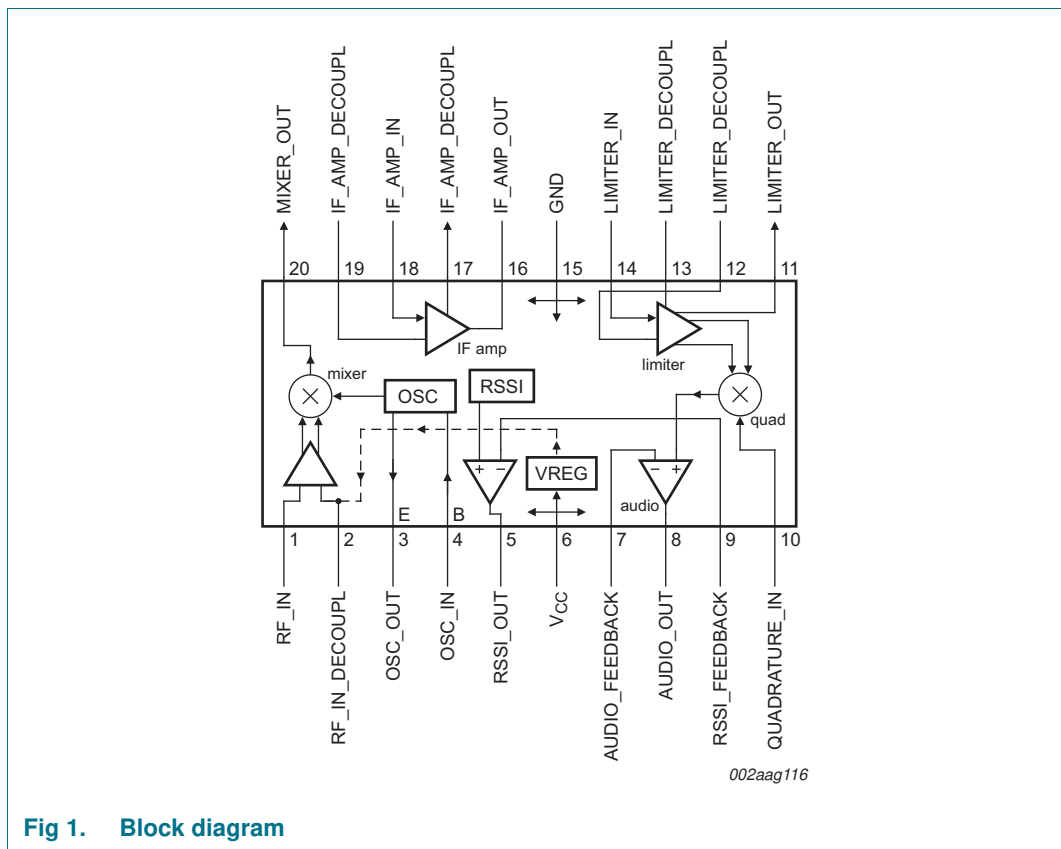 MIXER_OUT
IF_AMP_DECOUPL
IF_AMP_IN
IF_AMP_DECOUPL
IF_AMP_OUT
GND
LIMITER_IN
LIMITER_DECOUPL
LIMITER_DECOUPL
LIMITER_OUT
20 19 18 17 16 15 14 13 12 11
IF amp
limiter
mixer
OSC
RSSI
quad
+ −
VREG
− +
audio
E B
1 2 3 4 5 6 7 8 9 10
RF_IN
RF_IN_DECOUPL
OSC_OUT
OSC_IN
RSSI_OUT
VCC
AUDIO_FEEDBACK
AUDIO_OUT
RSSI_FEEDBACK
QUADRATURE_IN
002aag116
Fig 1. Block diagram